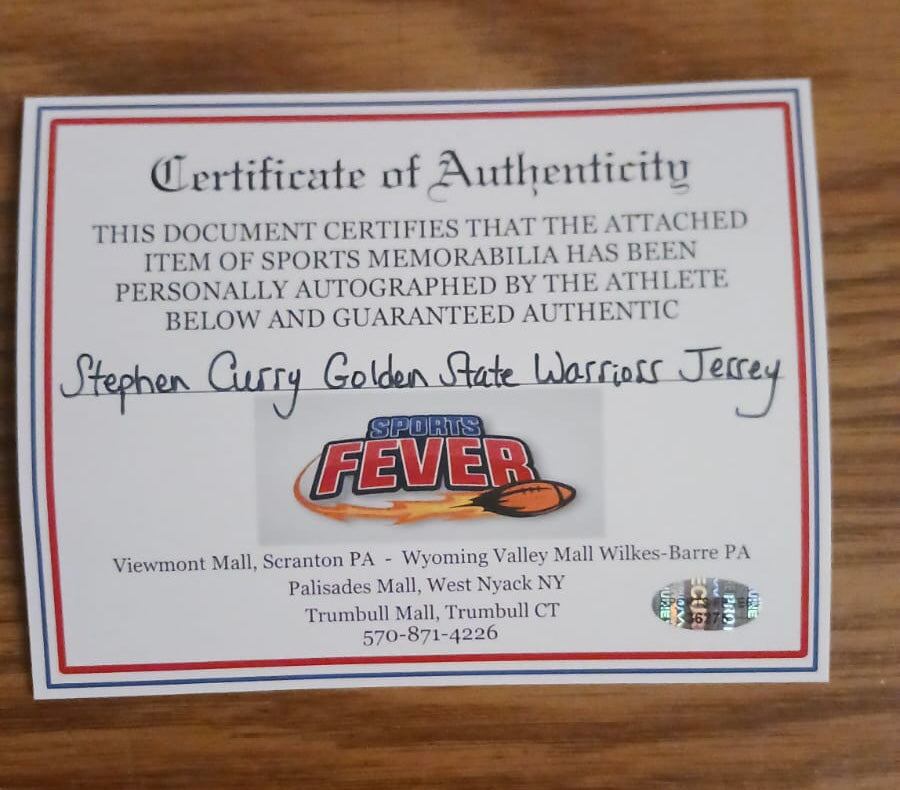 Certificate of Authenticity
THIS DOCUMENT CERTIFIES THAT THE ATTACHED
ITEM OF SPORTS MEMORABILIA HAS BEEN
PERSONALLY AUTOGRAPHED BY THE ATHLETE
BELOW AND GUARANTEED AUTHENTIC
Stephen Curry Golden State Warriors Jersey
SPORTS
FEVER
Viewmont Mall, Scranton PA - Wyoming Valley Mall Wilkes-Barre PA
Palisades Mall, West Nyack NY
Trumbull Mall, Trumbull CT
570-871-4226